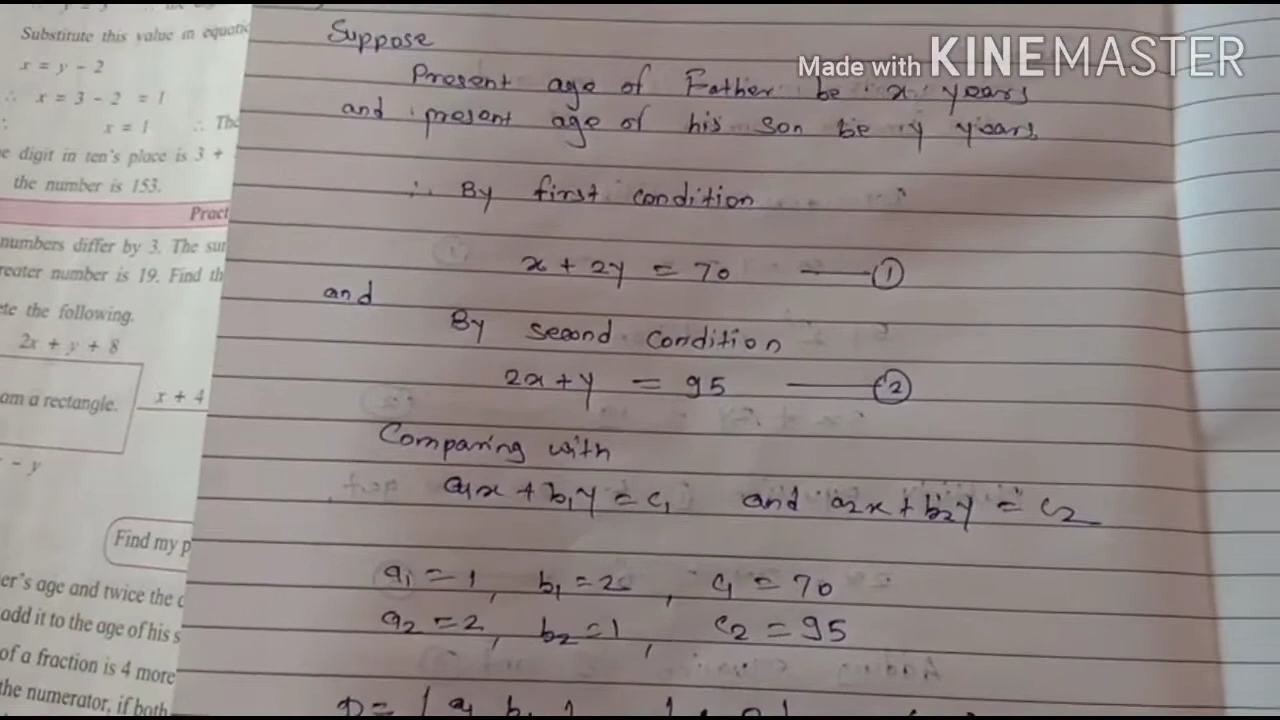 Substitute this value in equatic
x = y - 2
∴ x = 3 - 2 = 1
x = 1 ∴ The
e digit in ten's place is 3 +
the number is 153.
Pract
numbers differ by 3. The sur
reater number is 19. Find th
ete the following.
2x + y + 8
am a rectangle.
x + 4
- y
Find my p
er's age and twice the
add it to the age of his s
of a fraction is 4 more
the numerator, if both
Made with KINEMASTER
Suppose
Present age of Father be x years
and present age of his son be y years
∴ By first condition
x + 2y = 70 —— ①
and
By second condition
2x + y = 95 —— ②
Comparing with
a₁x + b₁y = c₁ and a₂x + b₂y = c₂
a₁ = 1, b₁ = 2, c₁ = 70
a₂ = 2, b₂ = 1, c₂ = 95
D = | a₁ b₁